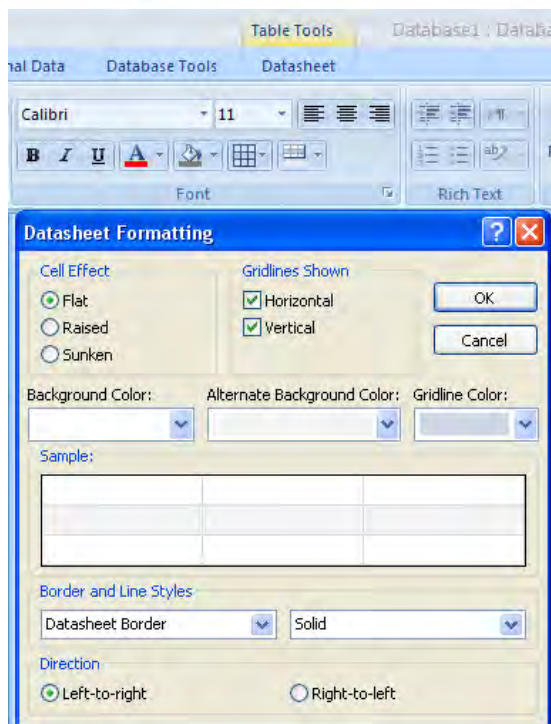 Table Tools Database1 : Databa
nal Data Database Tools Datasheet
Calibri 11
B I U A ab
Font Rich Text
Datasheet Formatting ?
Cell Effect Gridlines Shown
Flat Horizontal OK
Raised Vertical
Sunken Cancel
Background Color: Alternate Background Color: Gridline Color:
Sample:
Border and Line Styles
Datasheet Border Solid
Direction
Left-to-right Right-to-left